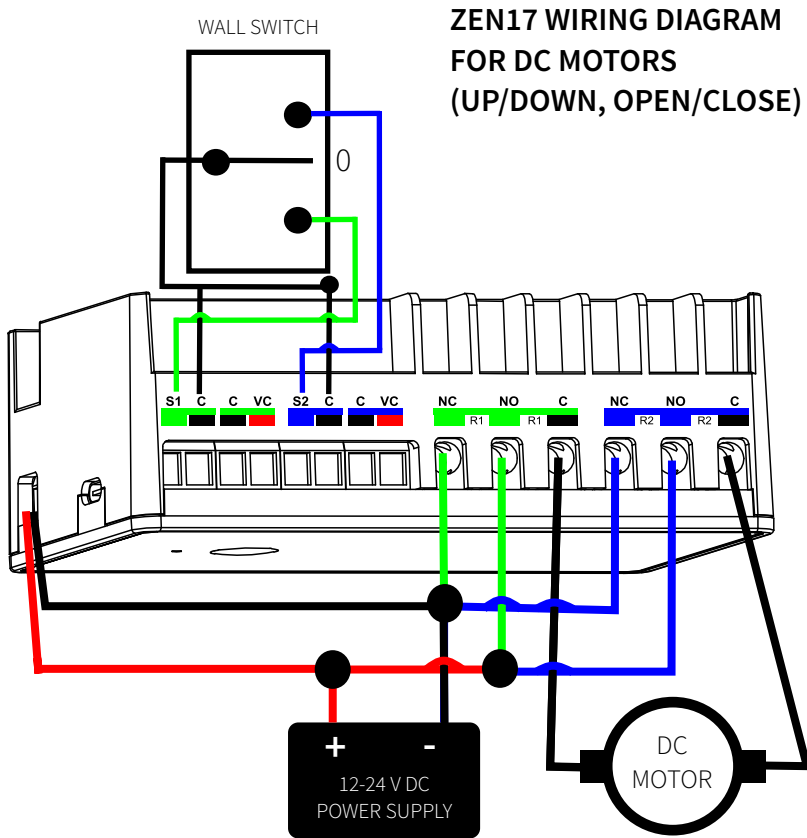 ZEN17 WIRING DIAGRAM
FOR DC MOTORS
(UP/DOWN, OPEN/CLOSE)
WALL SWITCH
0
S1 C C VC S2 C C VC NC NO C NC NO C
R1 R1 R2 R2
+ -
12-24 V DC
POWER SUPPLY
DC
MOTOR